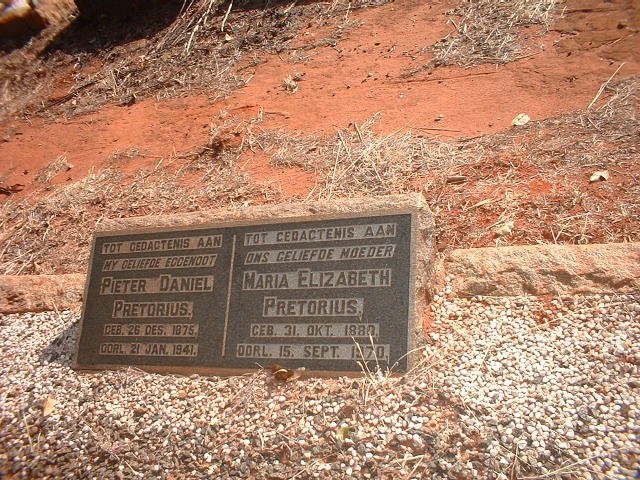 TOT GEDAGTENIS AAN
MY GELIEFDE EGGENOOT
PIETER DANIEL
PRETORIUS.
GEB. 26 DES. 1875.
OORL. 21 JAN. 1941.
TOT GEDAGTENIS AAN
ONS GELIEFDE MOEDER
MARIA ELIZABETH
PRETORIUS,
GEB. 31. OKT. 1880.
OORL. 15. SEPT. 1970.